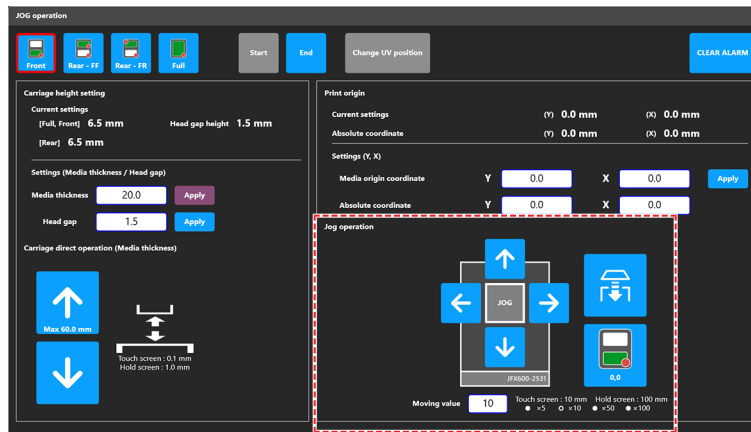 JOG operation
Front
Rear - FF
Rear - FR
Full
Start
End
Change UV position
CLEAR ALARM
Carriage height setting
Current settings
[Full, Front] 6.5 mm Head gap height 1.5 mm
[Rear] 6.5 mm
Settings (Media thickness / Head gap)
Media thickness 20.0 Apply
Head gap 1.5 Apply
Carriage direct operation (Media thickness)
Max 60.0 mm
Touch screen : 0.1 mm
Hold screen : 1.0 mm
Print origin
Current settings (Y) 0.0 mm (X) 0.0 mm
Absolute coordinate (Y) 0.0 mm (X) 0.0 mm
Settings (Y, X)
Media origin coordinate Y 0.0 X 0.0 Apply
Absolute coordinate Y 0.0 X 0.0
Jog operation
JOG
JFX600-2531
0,0
Moving value 10 Touch screen : 10 mm Hold screen : 100 mm
×5 ×10 ×50 ×100